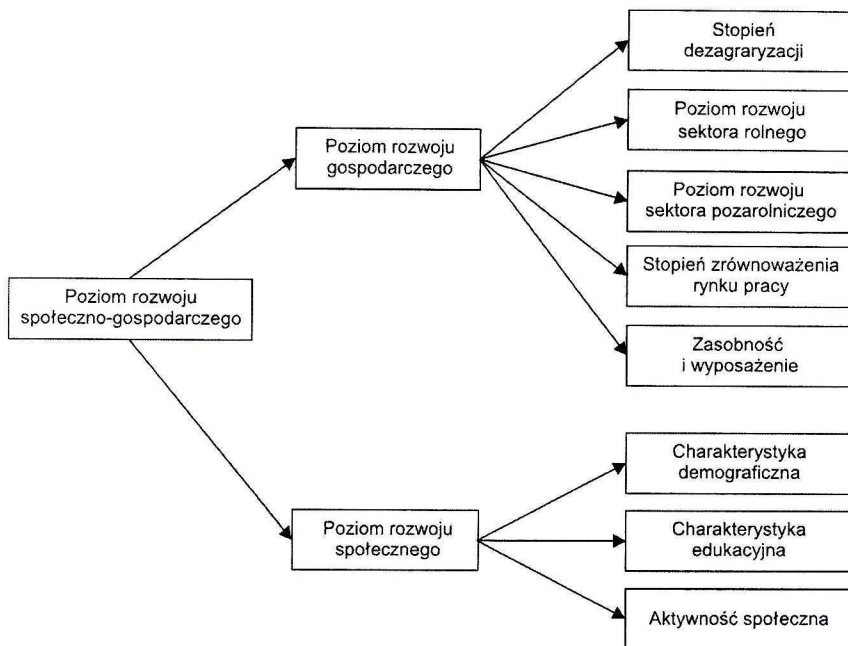 Stopień
dezagraryzacji
Poziom rozwoju
sektora rolnego
Poziom rozwoju
gospodarczego
Poziom rozwoju
sektora pozarolniczego
Stopień zrównoważenia
rynku pracy
Poziom rozwoju
społeczno-gospodarczego
Zasobność
i wyposażenie
Charakterystyka
demograficzna
Poziom rozwoju
społecznego
Charakterystyka
edukacyjna
Aktywność społeczna